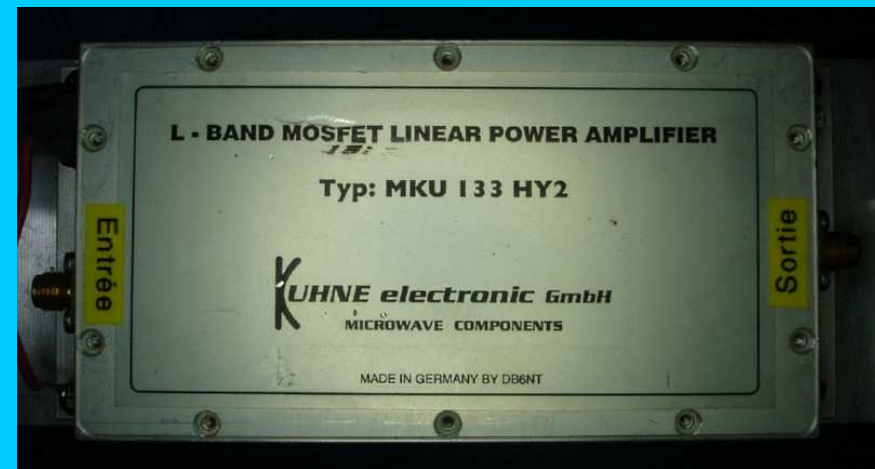 L - BAND MOSFET LINEAR POWER AMPLIFIER
Typ: MKU 133 HY2
Entrée
Sortie
KUHNE electronic GmbH
MICROWAVE COMPONENTS
MADE IN GERMANY BY DB6NT